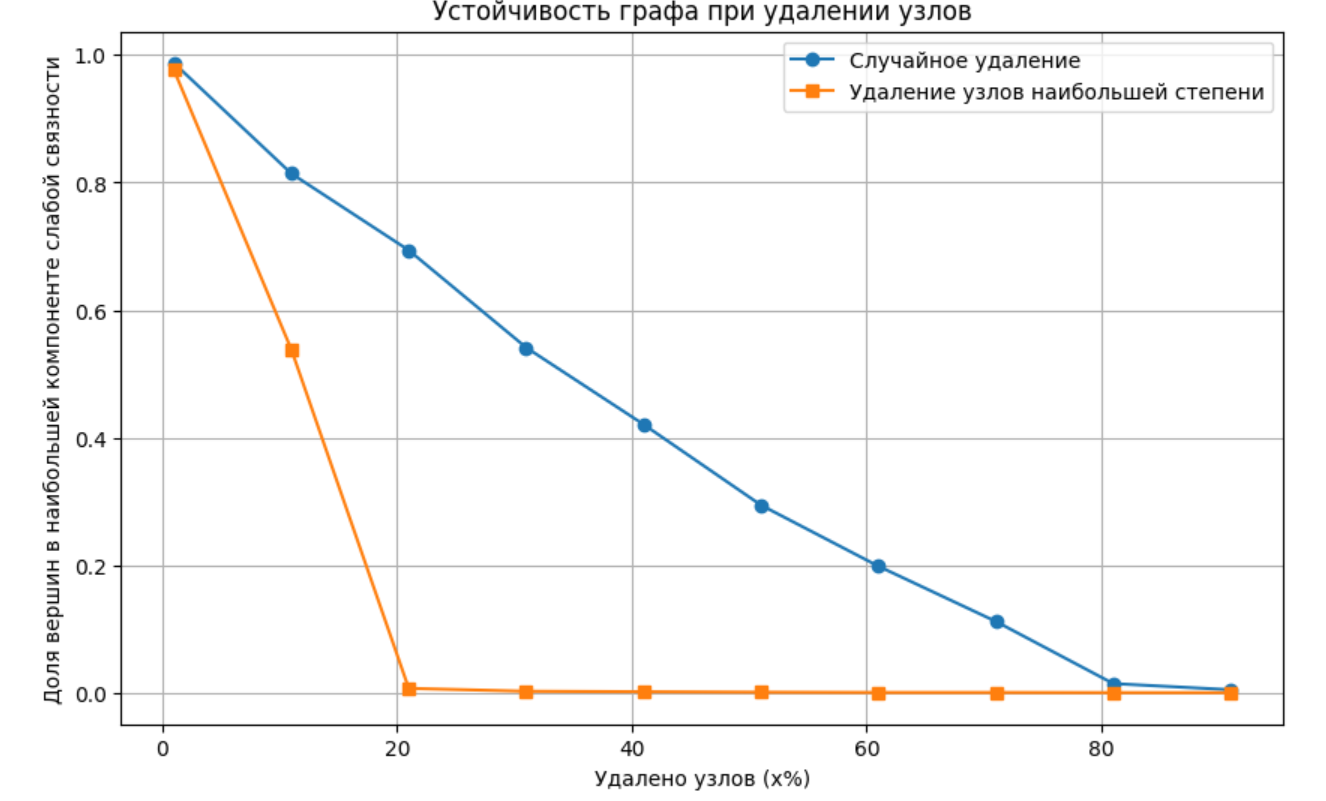 Устойчивость графа при удалении узлов
Случайное удаление
Удаление узлов наибольшей степени
Доля вершин в наибольшей компоненте слабой связности
1.0
0.8
0.6
0.4
0.2
0.0
0 20 40 60 80
Удалено узлов (x%)